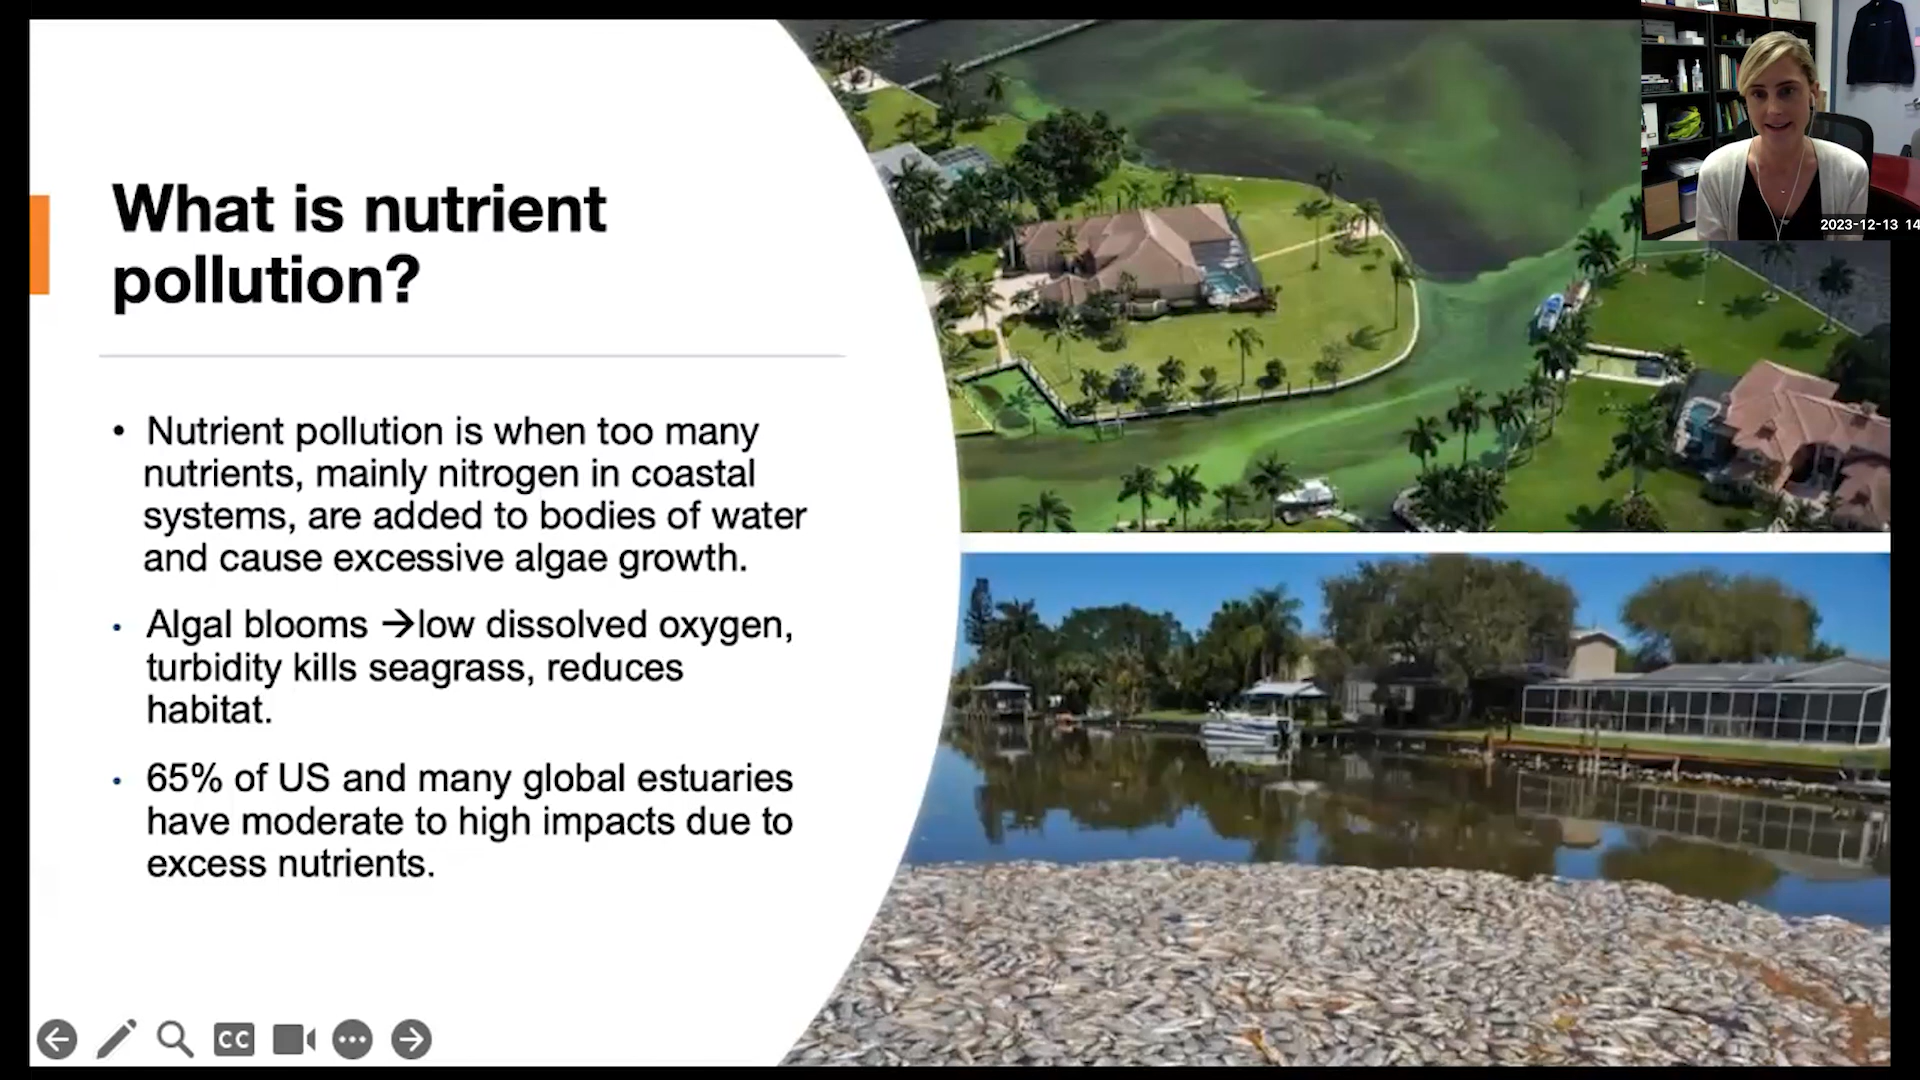 What is nutrient
pollution?
• Nutrient pollution is when too many
nutrients, mainly nitrogen in coastal
systems, are added to bodies of water
and cause excessive algae growth.
• Algal blooms →low dissolved oxygen,
turbidity kills seagrass, reduces
habitat.
• 65% of US and many global estuaries
have moderate to high impacts due to
excess nutrients.
2023-12-13 14
CC